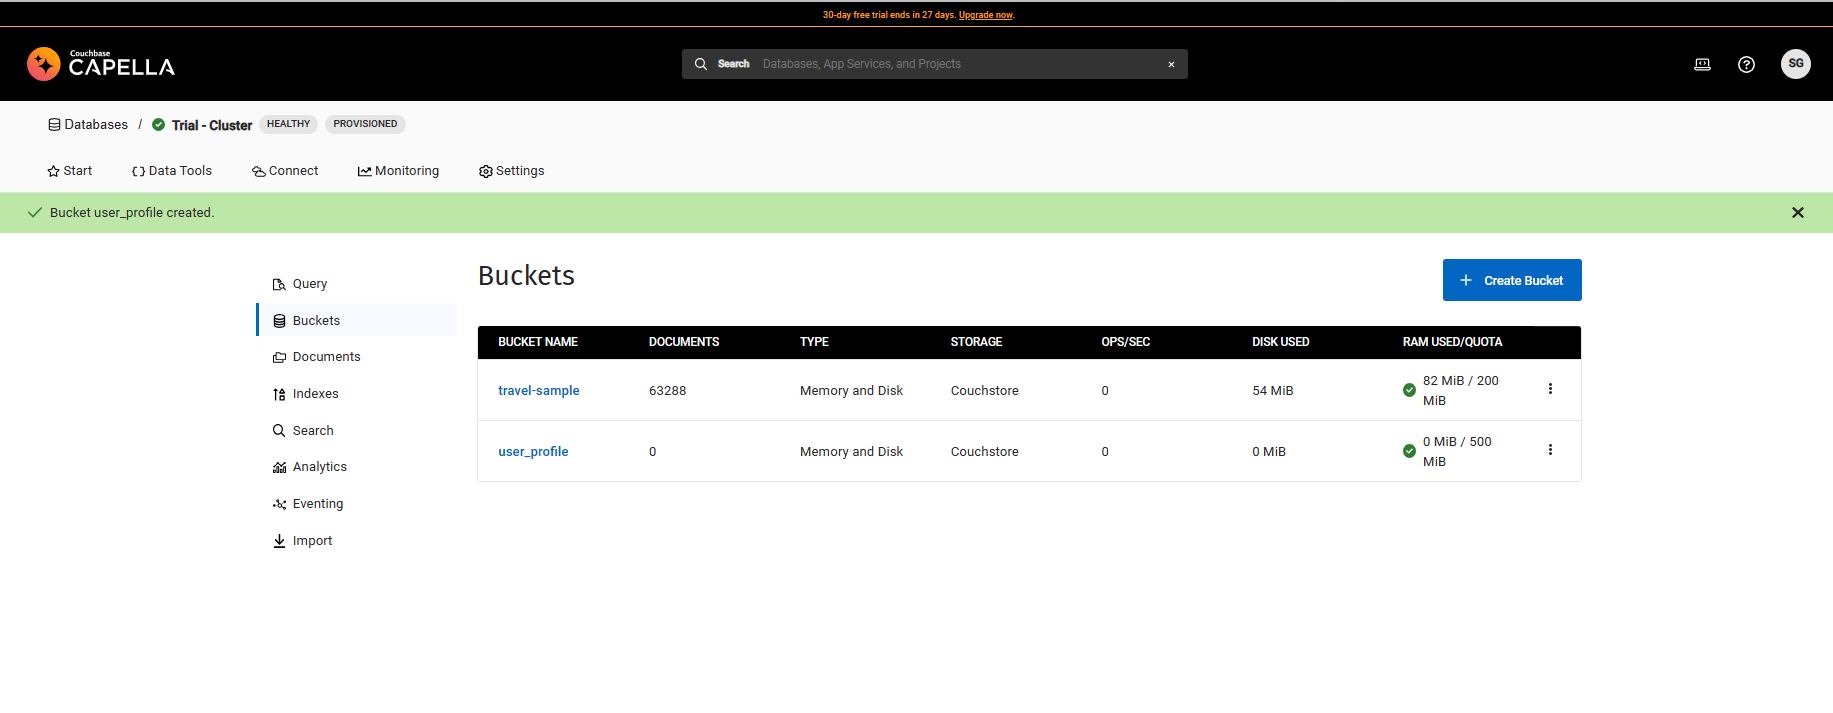 30-day free trial ends in 27 days. Upgrade now.
Couchbase
CAPELLA
Search Databases, App Services, and Projects
SG
Databases / Trial - Cluster HEALTHY PROVISIONED
Start Data Tools Connect Monitoring Settings
Bucket user_profile created.
Query
Buckets
Documents
Indexes
Search
Analytics
Eventing
Import
Buckets
+ Create Bucket
BUCKET NAME DOCUMENTS TYPE STORAGE OPS/SEC DISK USED RAM USED/QUOTA
travel-sample 63288 Memory and Disk Couchstore 0 54 MiB 82 MiB / 200
MiB
user_profile 0 Memory and Disk Couchstore 0 0 MiB 0 MiB / 500
MiB